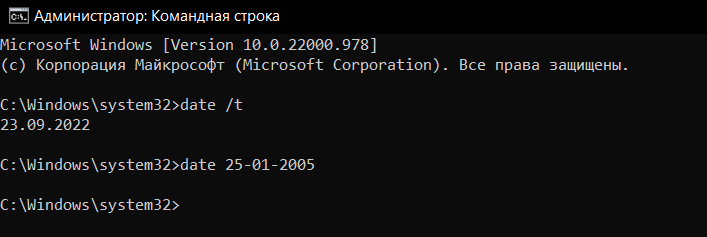 Администратор: Командная строка
Microsoft Windows [Version 10.0.22000.978]
(c) Корпорация Майкрософт (Microsoft Corporation). Все права защищены.
C:\Windows\system32>date /t
23.09.2022
C:\Windows\system32>date 25-01-2005
C:\Windows\system32>